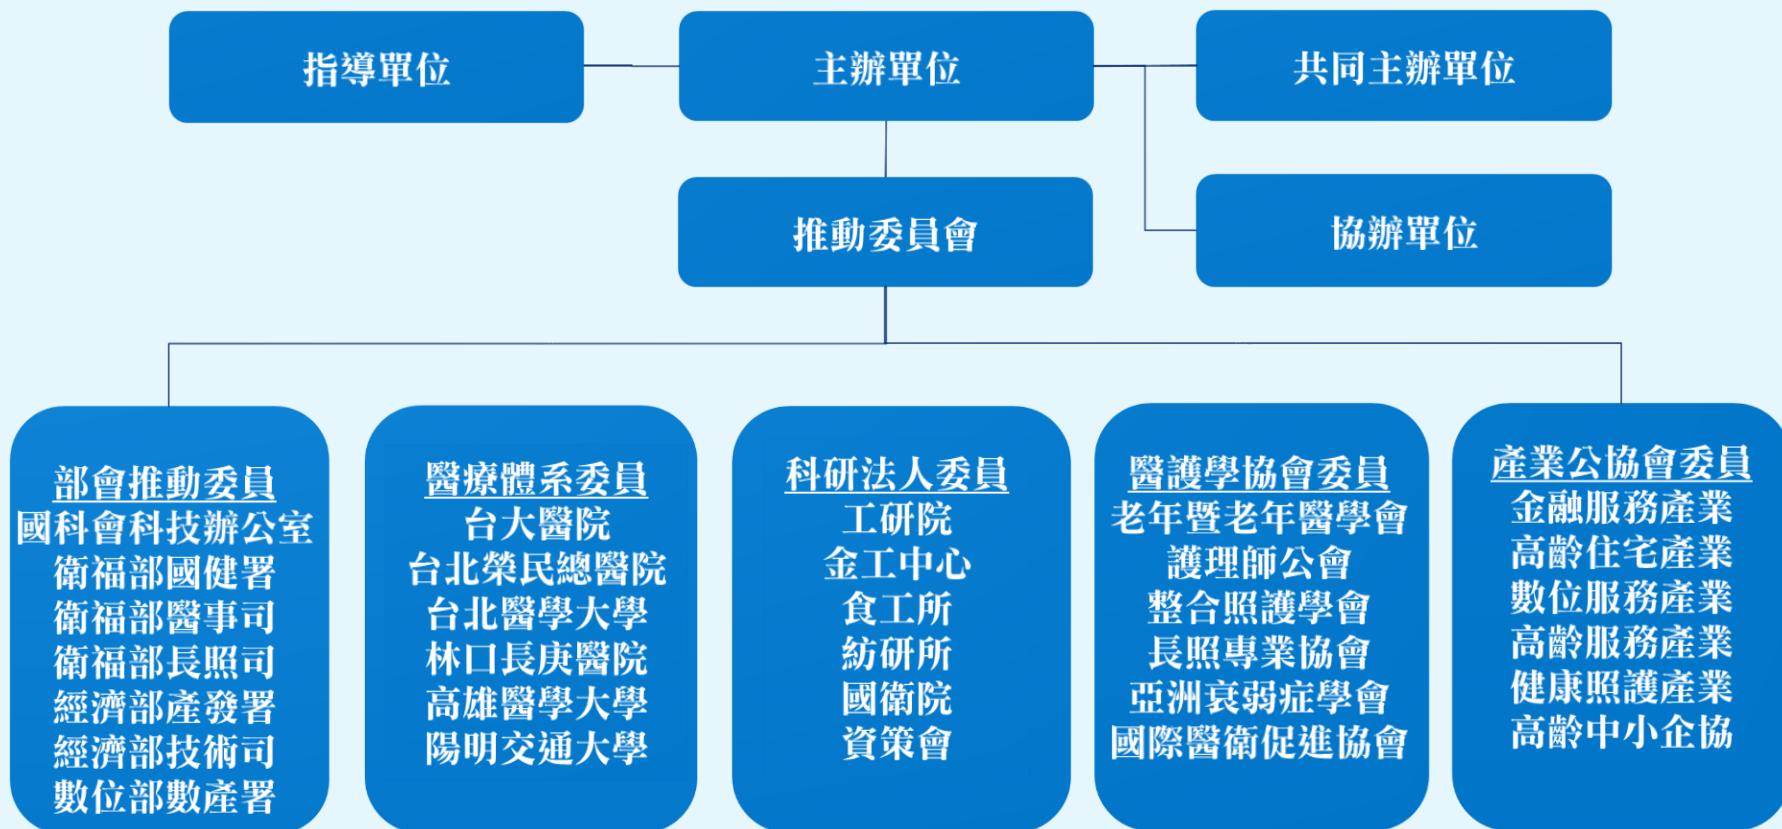 指導單位
主辦單位
共同主辦單位
推動委員會
協辦單位
部會推動委員
國科會科技辦公室
衛福部國健署
衛福部醫事司
衛福部長照司
經濟部產發署
經濟部技術司
數位部數產署
醫療體系委員
台大醫院
台北榮民總醫院
台北醫學大學
林口長庚醫院
高雄醫學大學
陽明交通大學
科研法人委員
工研院
金工中心
食工所
紡研所
國衛院
資策會
醫護學協會委員
老年暨老年醫學會
護理師公會
整合照護學會
長照專業協會
亞洲衰弱症學會
國際醫衛促進協會
產業公協會委員
金融服務產業
高齡住宅產業
數位服務產業
高齡服務產業
健康照護產業
高齡中小企協